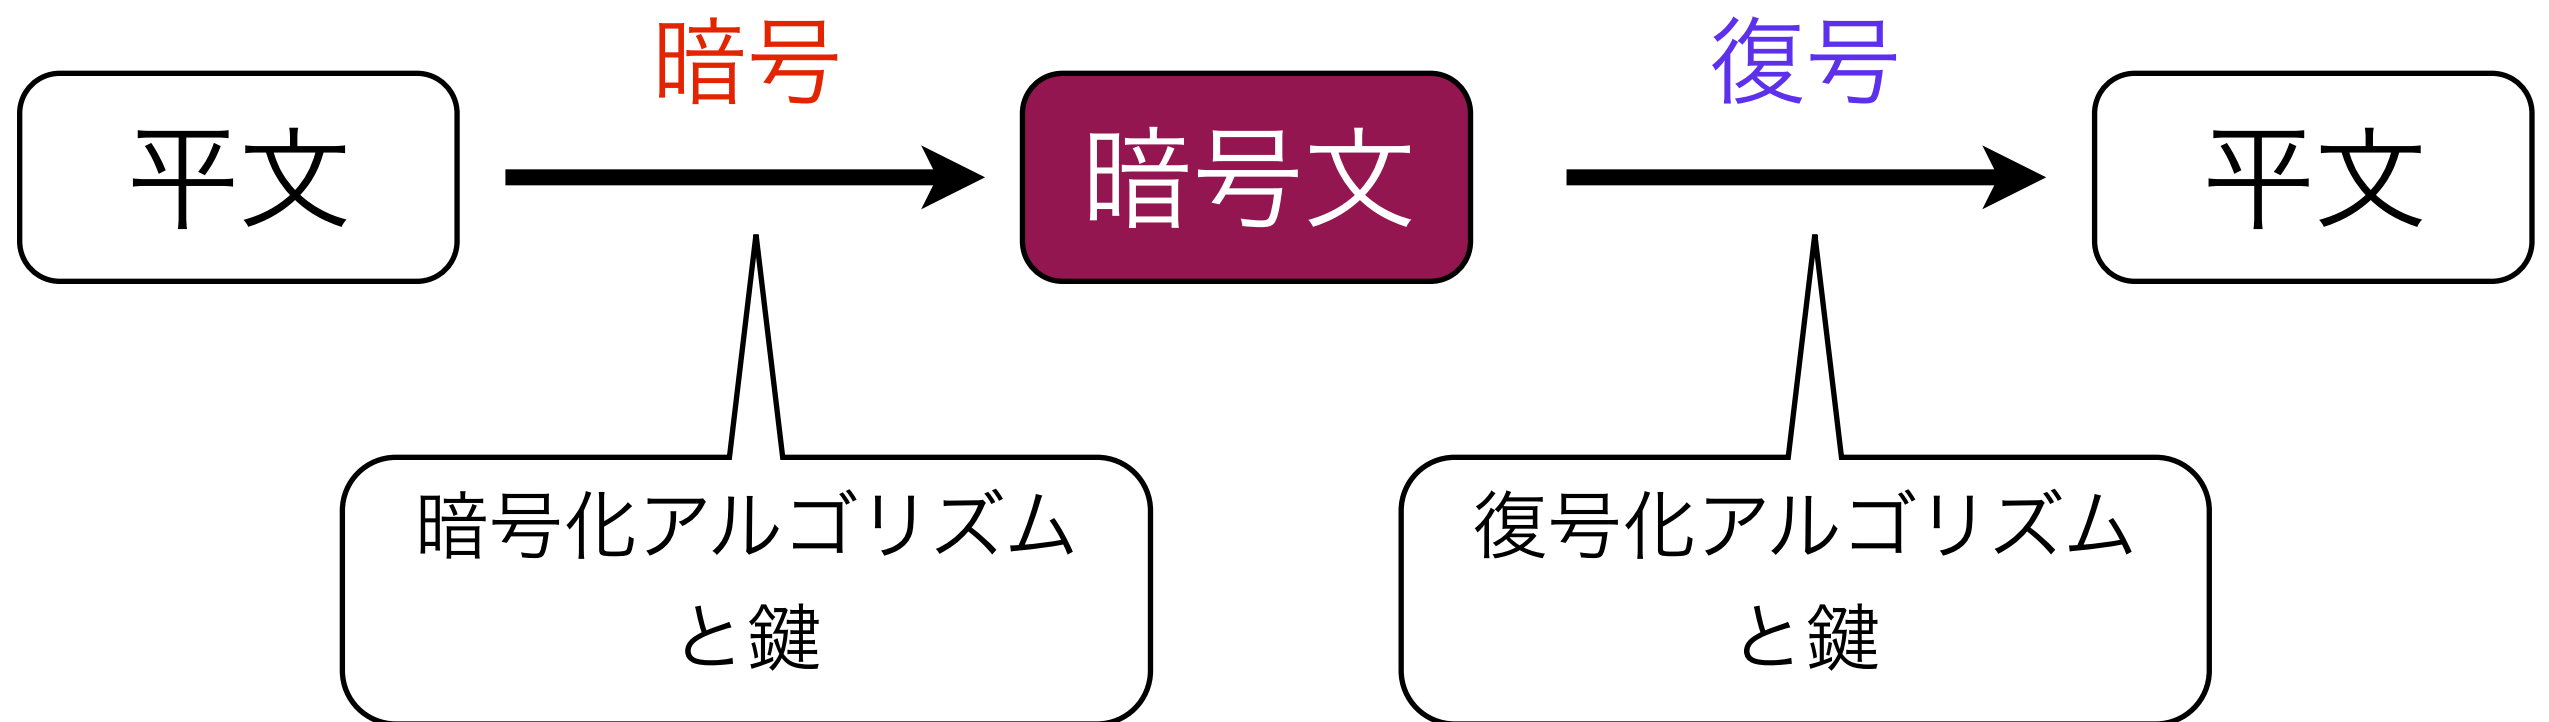 暗号
復号
平文
暗号文
平文
暗号化アルゴリズム
と鍵
復号化アルゴリズム
と鍵